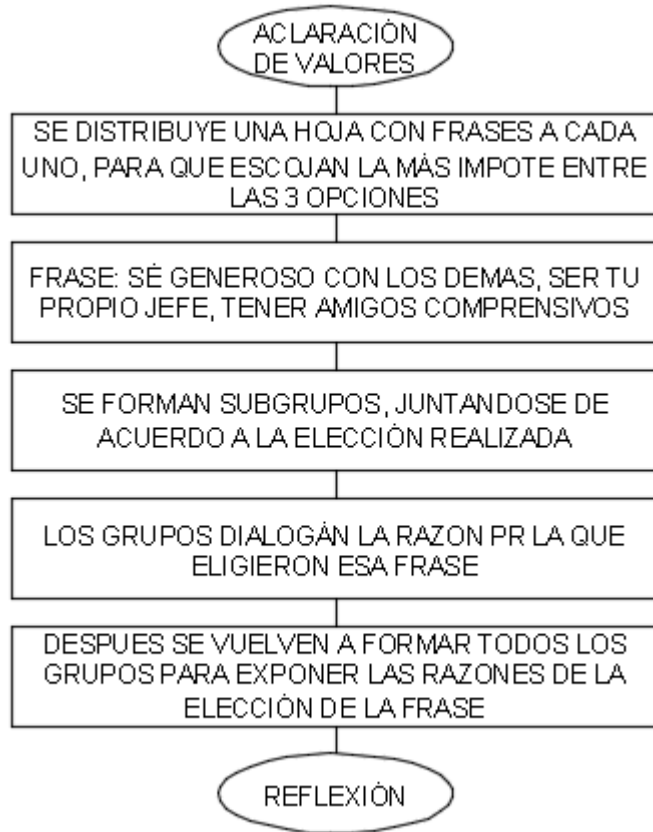 ACLARACIÓN
DE VALORES
SE DISTRIBUYE UNA HOJA CON FRASES A CADA
UNO, PARA QUE ESCOJAN LA MÁS IMPOTE ENTRE
LAS 3 OPCIONES
FRASE: SÉ GENEROSO CON LOS DEMAS, SER TU
PROPIO JEFE, TENER AMIGOS COMPRENSIVOS
SE FORMAN SUBGRUPOS, JUNTANDOSE DE
ACUERDO A LA ELECCIÓN REALIZADA
LOS GRUPOS DIALOGÁN LA RAZON PR LA QUE
ELIGIERON ESA FRASE
DESPUES SE VUELVEN A FORMAR TODOS LOS
GRUPOS PARA EXPONER LAS RAZONES DE LA
ELECCIÓN DE LA FRASE
REFLEXIÓN